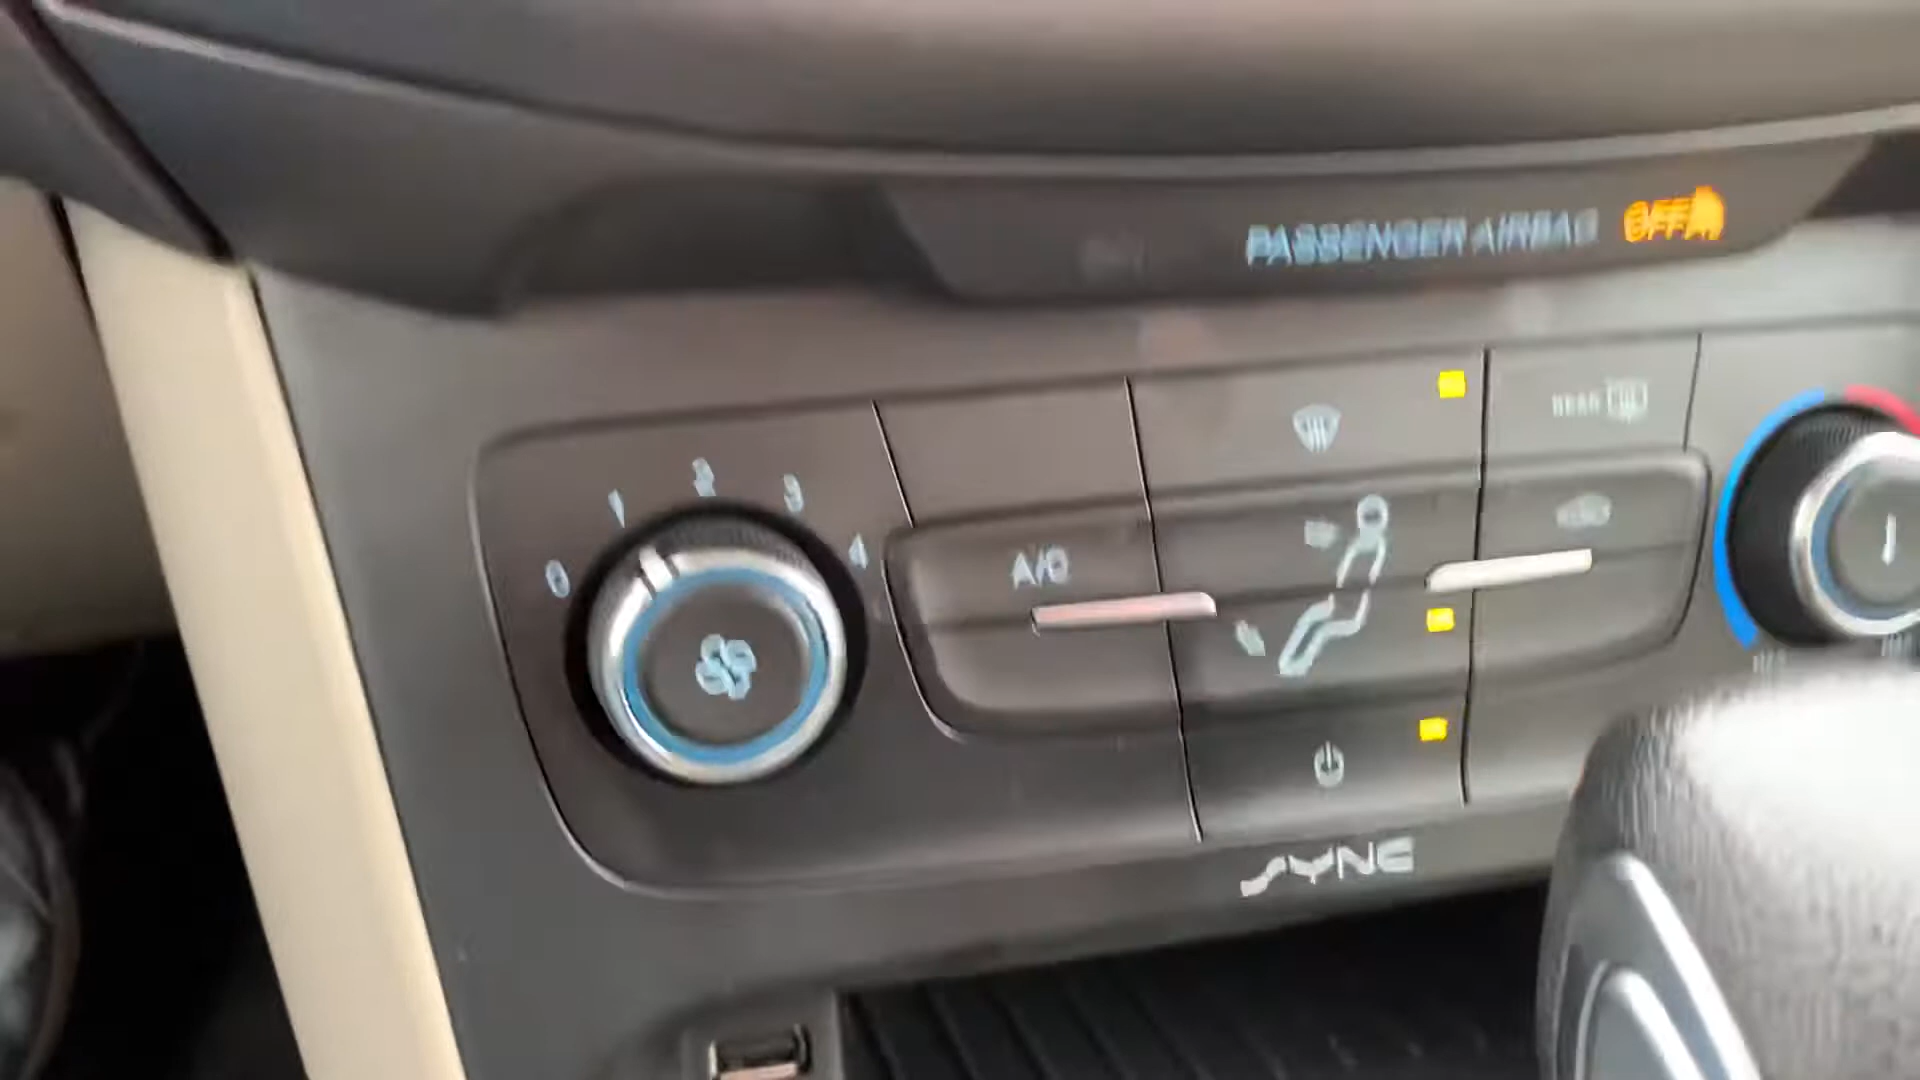 PASSENGER AIRBAG OFF
REAR
0 1 2 3 4
A/C
SYNC